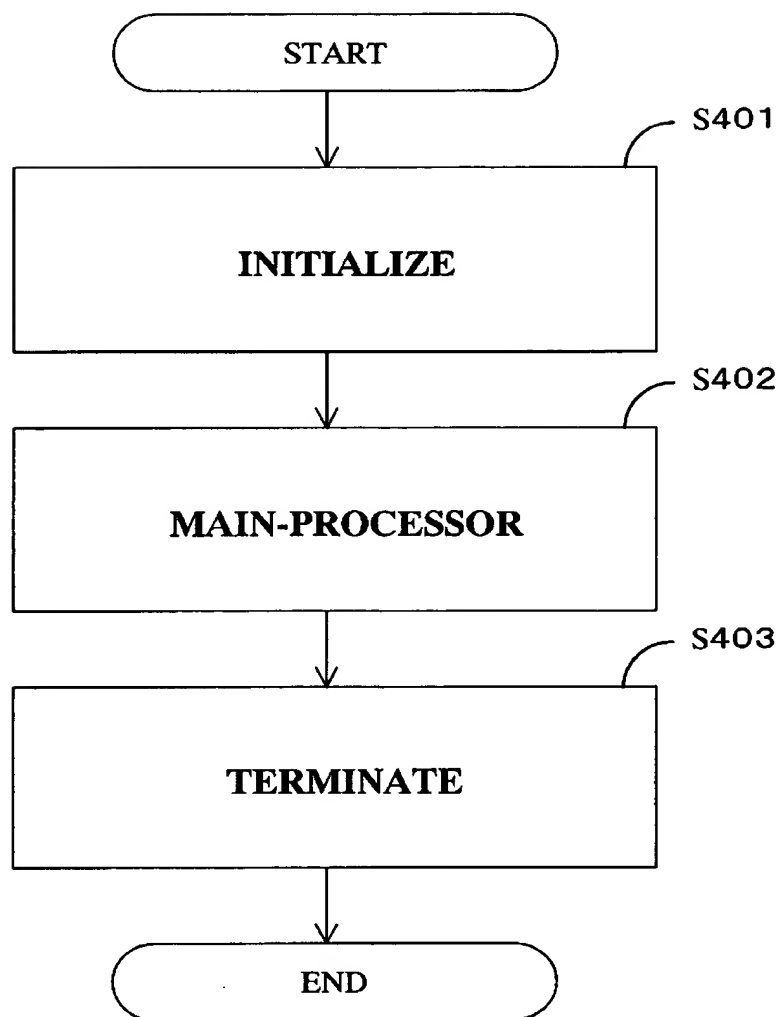 START
S401
INITIALIZE
S402
MAIN-PROCESSOR
S403
TERMINATE
END